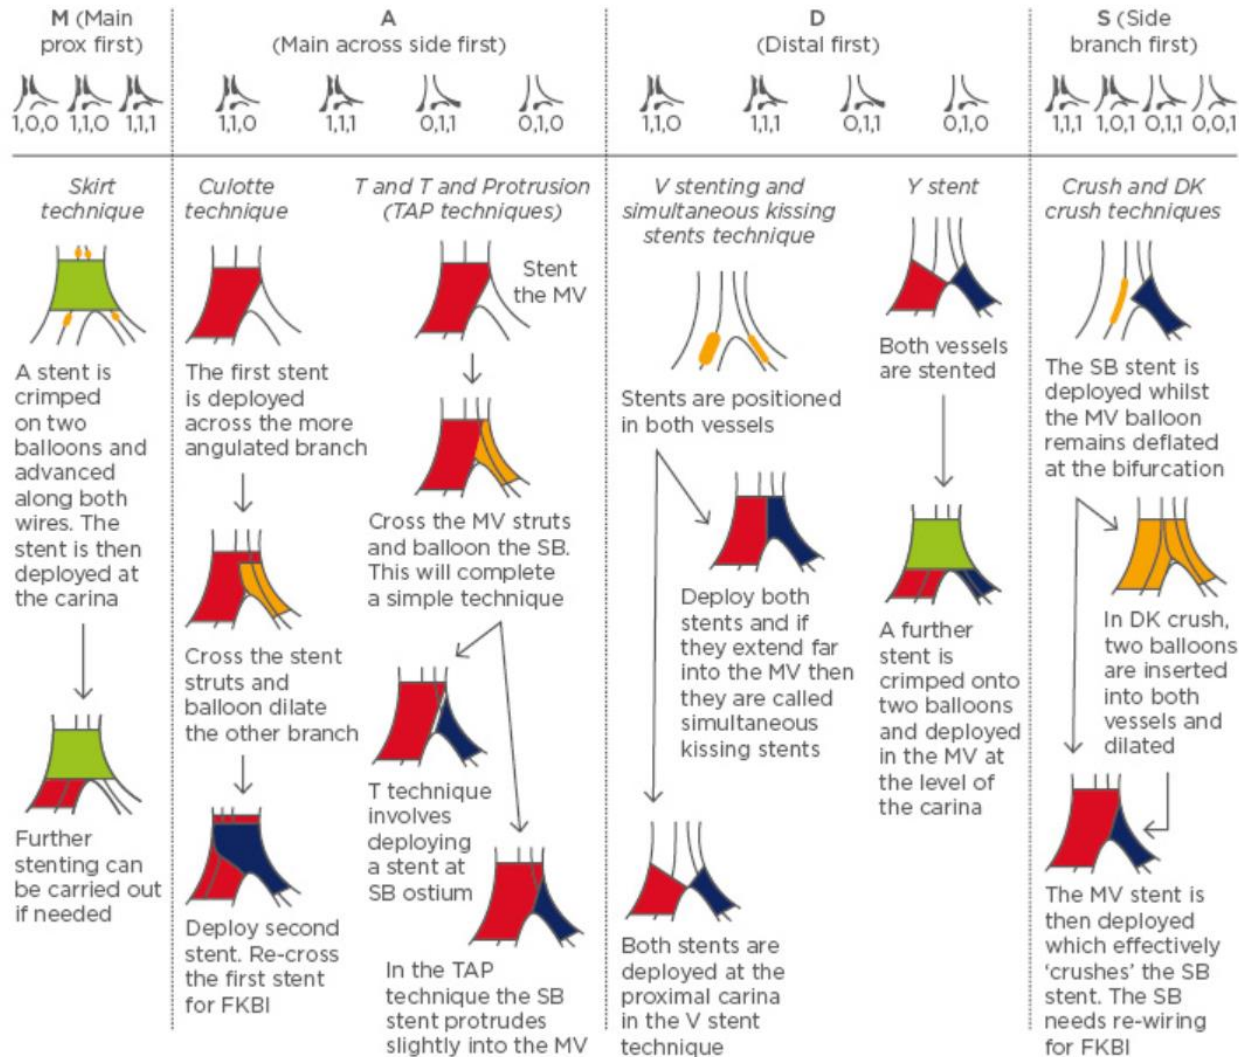 M (Main
prox first)
A
(Main across side first)
D
(Distal first)
S (Side
branch first)
1,0,0 1,1,0 1,1,1
1,1,0 1,1,1 0,1,1 0,1,0
1,1,0 1,1,1 0,1,1 0,1,0
1,1,1 1,0,1 0,1,1 0,0,1
Skirt
technique
A stent is
crimped
on two
balloons and
advanced
along both
wires. The
stent is then
deployed at
the carina
Further
stenting can
be carried out
if needed
Culotte
technique
The first stent
is deployed
across the more
angulated branch
Cross the stent
struts and
balloon dilate
the other branch
Deploy second
stent. Re-cross
the first stent
for FKBI
T and T and Protrusion
(TAP techniques)
Stent
the MV
Cross the MV struts
and balloon the SB.
This will complete
a simple technique
T technique
involves
deploying
a stent at
SB ostium
In the TAP
technique the SB
stent protrudes
slightly into the MV
V stenting and
simultaneous kissing
stents technique
Stents are positioned
in both vessels
Deploy both
stents and if
they extend far
into the MV then
they are called
simultaneous
kissing stents
Both stents are
deployed at the
proximal carina
in the V stent
technique
Y stent
Both vessels
are stented
A further
stent is
crimped onto
two balloons
and deployed
in the MV at
the level of
the carina
Crush and DK
crush techniques
The SB stent is
deployed whilst
the MV balloon
remains deflated
at the bifurcation
In DK crush,
two balloons
are inserted
into both
vessels and
dilated
The MV stent is
then deployed
which effectively
‘crushes’ the SB
stent. The SB
needs re-wiring
for FKBI